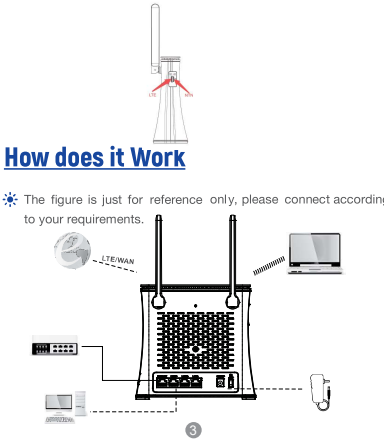 LTE WAN
How does it Work
The figure is just for reference only, please connect according
to your requirements.
LTE/WAN
3